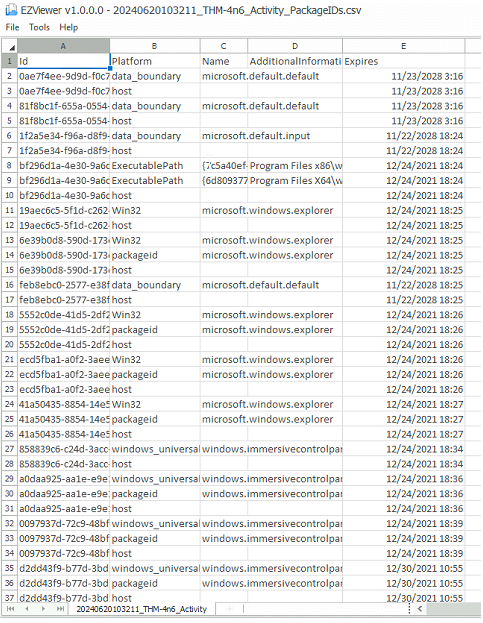 EZViewer v1.0.0.0 - 20240620103211_THM-4n6_Activity_PackageIDs.csv
File Tools Help
A B C D E
1 Id Platform Name AdditionalInformati Expires
2 0ae7f4ee-9d9d-f0c7 data_boundary microsoft.default.default 11/23/2028 3:16
3 0ae7f4ee-9d9d-f0c7 host 11/23/2028 3:16
4 81f8bc1f-655a-0554- data_boundary microsoft.default.default 11/23/2028 3:16
5 81f8bc1f-655a-0554- host 11/23/2028 3:16
6 1f2a5e34-f96a-d8f9- data_boundary microsoft.default.input 11/22/2028 18:24
7 1f2a5e34-f96a-d8f9- host 11/22/2028 18:24
8 bf296d1a-4e30-9a6c ExecutablePath {7c5a40ef- Program Files x86\w 12/24/2021 18:24
9 bf296d1a-4e30-9a6c ExecutablePath {6d809377 Program Files X64\w 12/24/2021 18:24
10 bf296d1a-4e30-9a6c host 12/24/2021 18:24
11 19aec6c5-5f1d-c262- Win32 microsoft.windows.explorer 12/24/2021 18:25
12 19aec6c5-5f1d-c262- host 12/24/2021 18:25
13 6e39b0d8-590d-173 Win32 microsoft.windows.explorer 12/24/2021 18:25
14 6e39b0d8-590d-173 packageid microsoft.windows.explorer 12/24/2021 18:25
15 6e39b0d8-590d-173 host 12/24/2021 18:25
16 feb8ebc0-2577-e38f data_boundary microsoft.default.default 11/22/2028 18:25
17 feb8ebc0-2577-e38f host 11/22/2028 18:25
18 5552c0de-41d5-2df2 Win32 microsoft.windows.explorer 12/24/2021 18:26
19 5552c0de-41d5-2df2 packageid microsoft.windows.explorer 12/24/2021 18:26
20 5552c0de-41d5-2df2 host 12/24/2021 18:26
21 ecd5fba1-a0f2-3aee Win32 microsoft.windows.explorer 12/24/2021 18:26
22 ecd5fba1-a0f2-3aee packageid microsoft.windows.explorer 12/24/2021 18:26
23 ecd5fba1-a0f2-3aee host 12/24/2021 18:26
24 41a50435-8854-14e5 Win32 microsoft.windows.explorer 12/24/2021 18:27
25 41a50435-8854-14e5 packageid microsoft.windows.explorer 12/24/2021 18:27
26 41a50435-8854-14e5 host 12/24/2021 18:27
27 858839c6-c24d-3acc- windows_universal windows.immersivecontrolpar 12/24/2021 18:34
28 858839c6-c24d-3acc- host 12/24/2021 18:34
29 a0daa925-aa1e-e9e windows_universal windows.immersivecontrolpar 12/24/2021 18:36
30 a0daa925-aa1e-e9e packageid windows.immersivecontrolpar 12/24/2021 18:36
31 a0daa925-aa1e-e9e host 12/24/2021 18:36
32 0097937d-72c9-48bf windows_universal windows.immersivecontrolpar 12/24/2021 18:39
33 0097937d-72c9-48bf packageid windows.immersivecontrolpar 12/24/2021 18:39
34 0097937d-72c9-48bf host 12/24/2021 18:39
35 d2dd43f9-b77d-3bd windows_universal windows.immersivecontrolpar 12/30/2021 10:55
36 d2dd43f9-b77d-3bd packageid windows.immersivecontrolpar 12/30/2021 10:55
37 d2dd43f9-b77d-3bd host 12/30/2021 10:55
20240620103211_THM-4n6_Activity